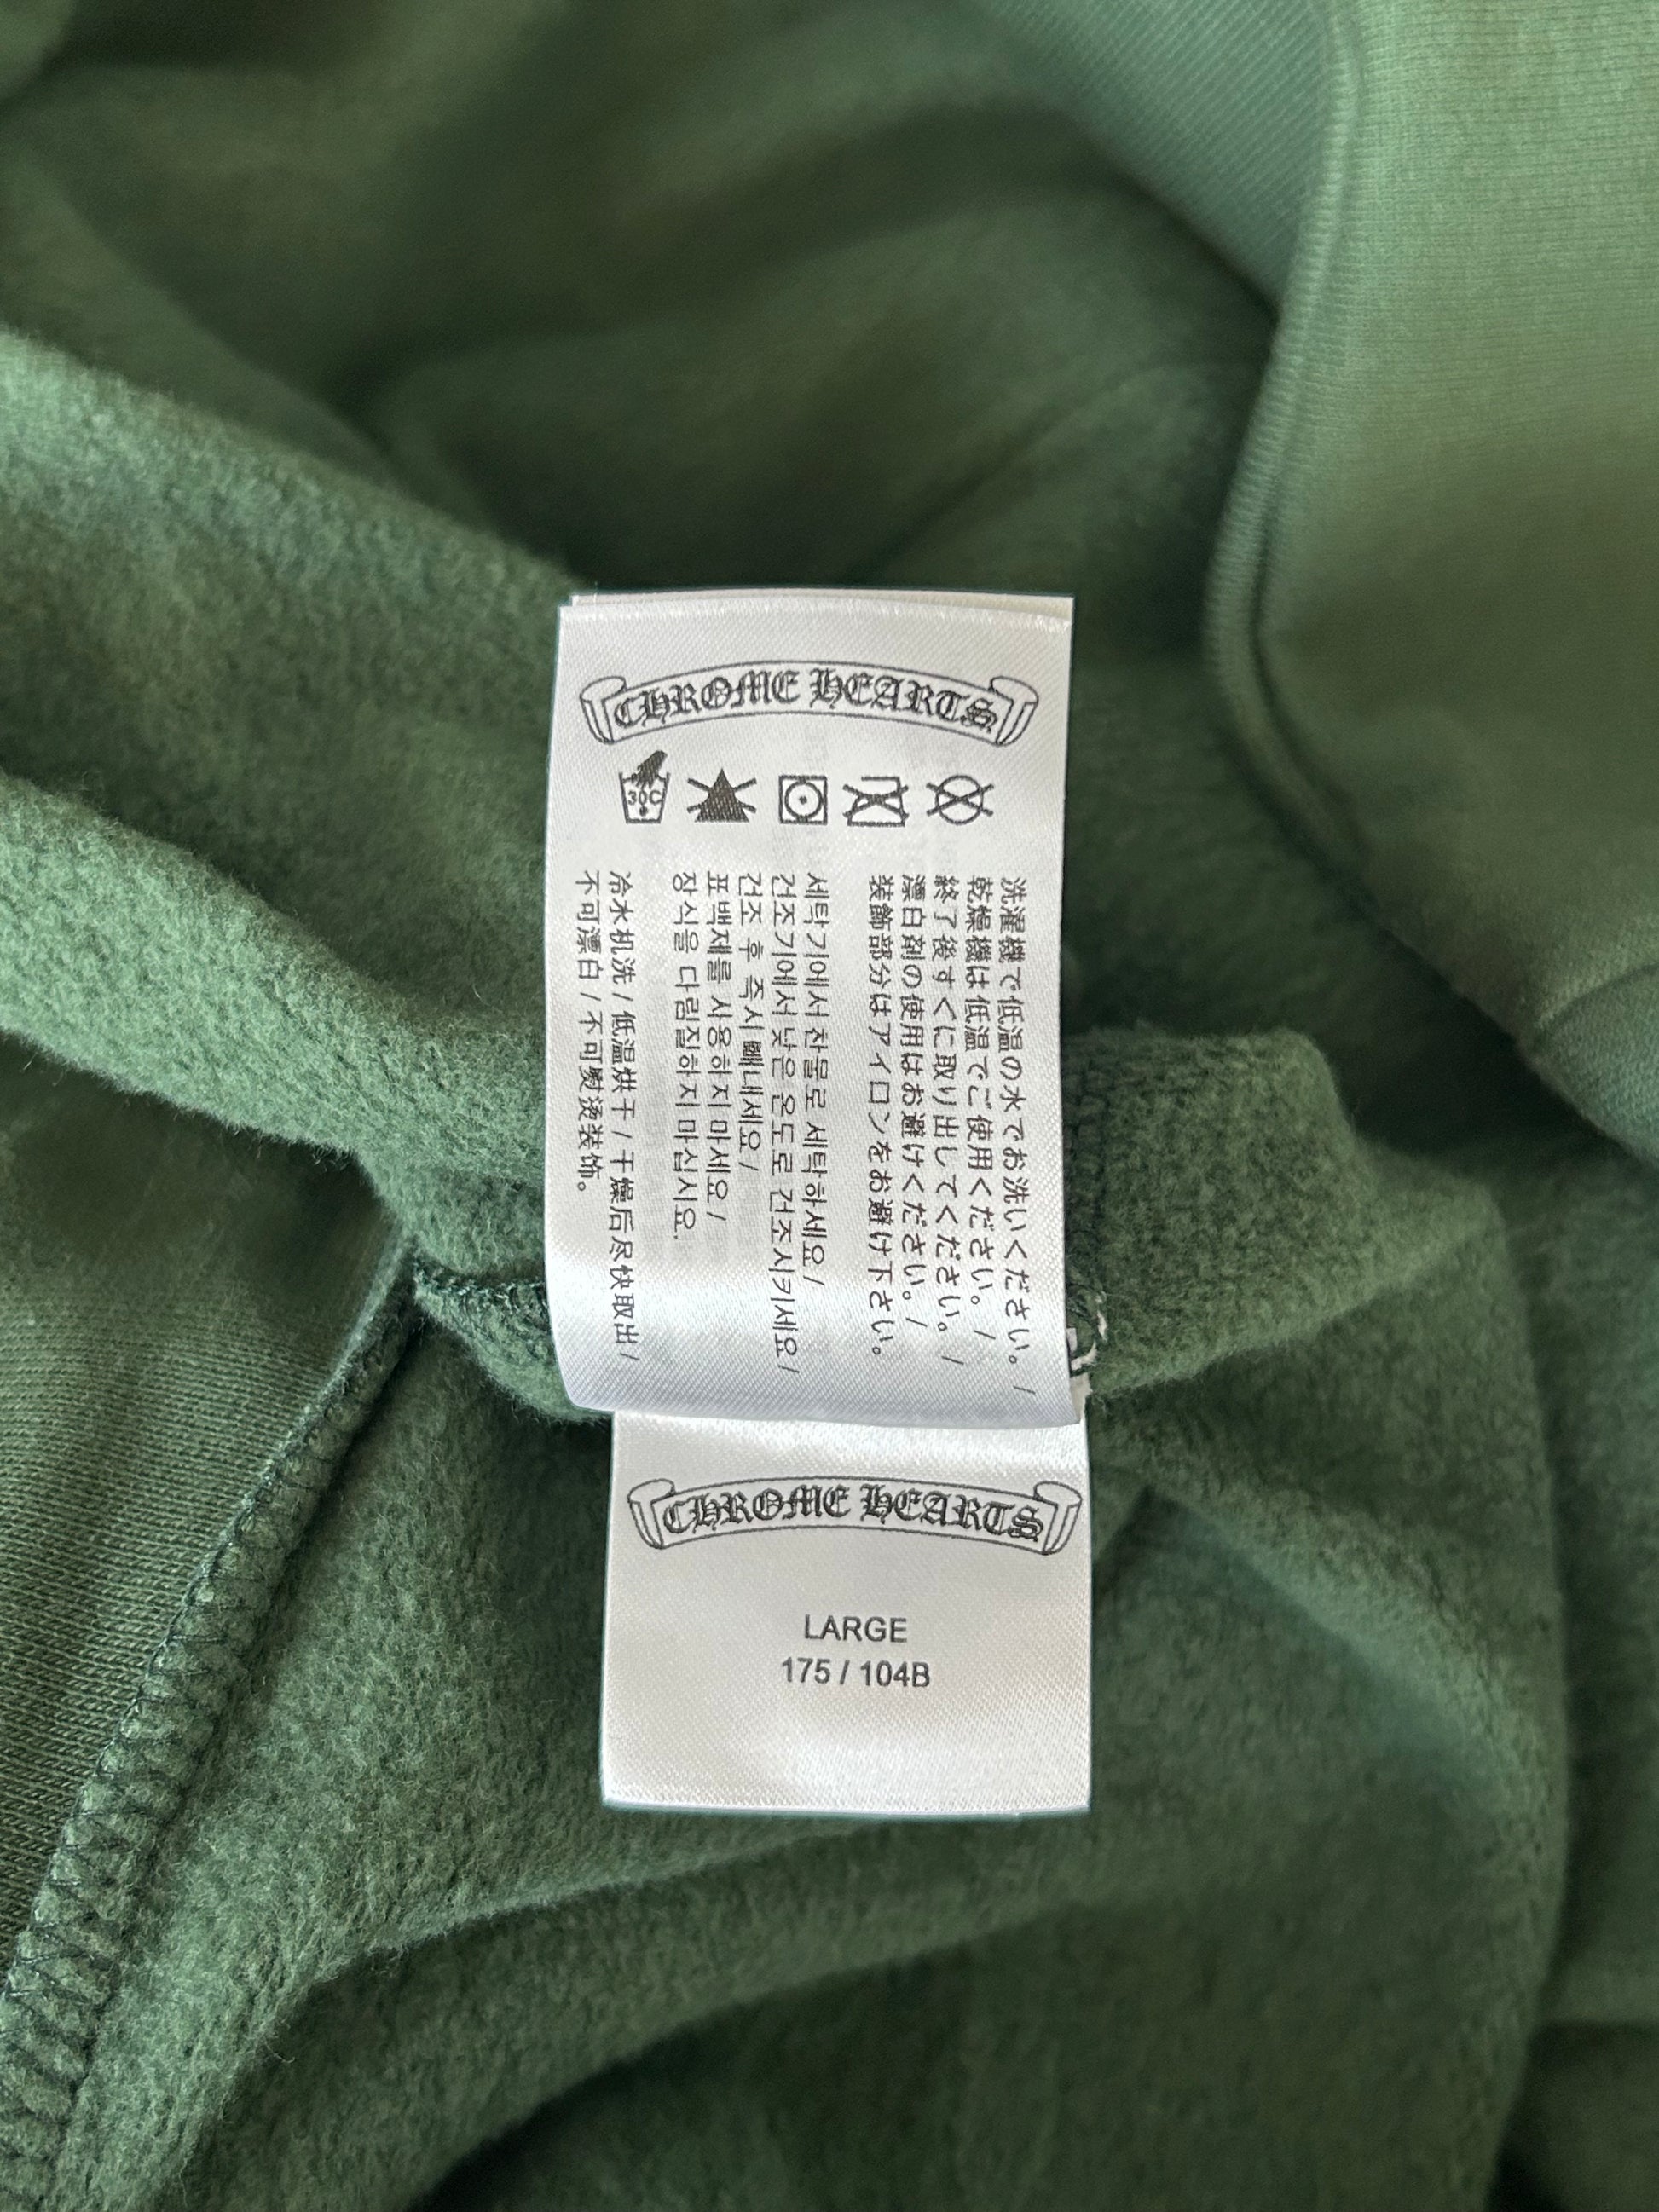 CHROME HEARTS
30C
洗濯機で低温の水でお洗いください。/
乾燥機は低温でご使用ください。/
終了後すぐに取り出してください。/
漂白剤の使用はお避けください。/
装飾部分はアイロンをお避け下さい。
세탁기에서 찬물로 세탁하세요 /
건조기에서 낮은 온도로 건조시키세요 /
건조 후 즉시 빼내세요 /
표백제를 사용하지 마세요 /
장식을 다림질하지 마십시요.
冷水机洗 / 低温烘干 / 干燥后尽快取出 /
不可漂白 / 不可熨烫装饰。
CHROME HEARTS
LARGE
175 / 104B